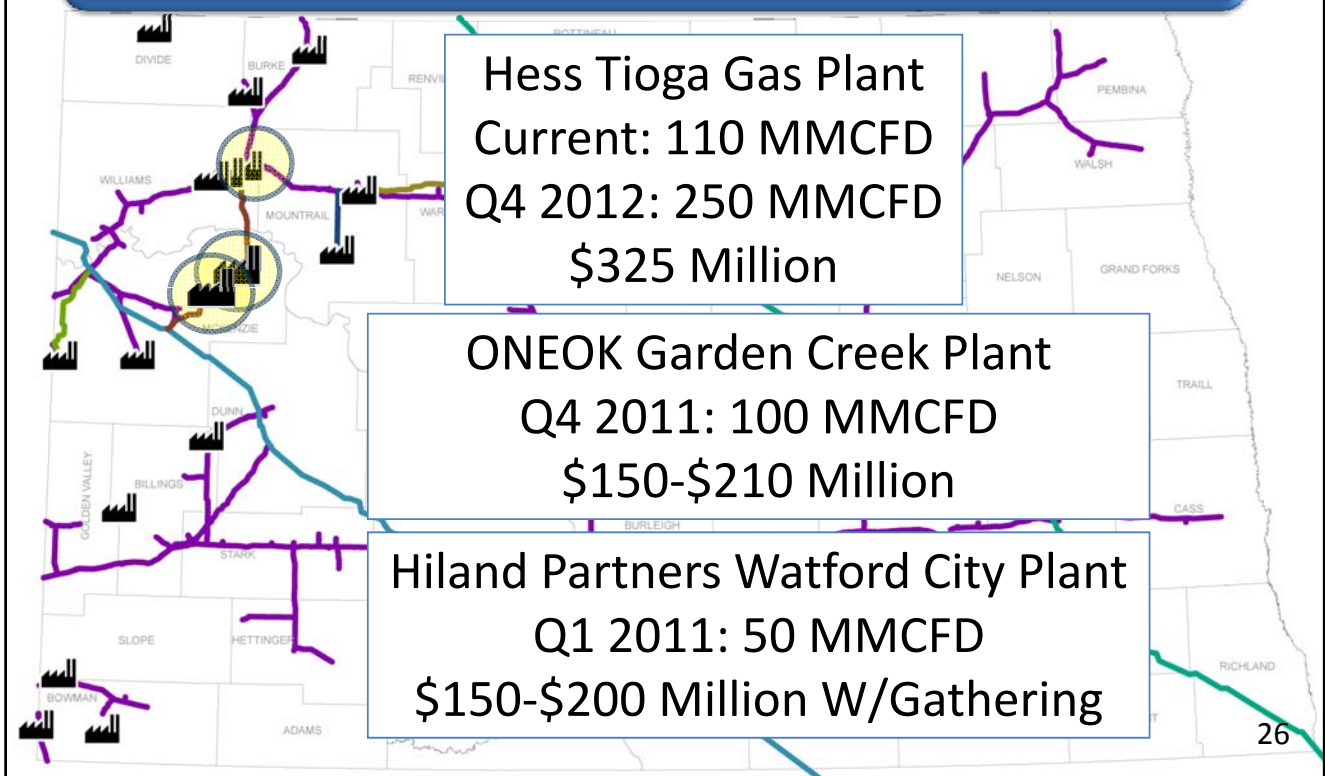 DIVIDE
BURKE
PEMBINA
WILLIAMS
MOUNTRAIL
WALSH
NELSON
GRAND FORKS
TRAILL
DUNN
GOLDEN VALLEY
BILLINGS
STARK
BURLEIGH
CASS
SLOPE
HETTINGER
BOWMAN
ADAMS
RICHLAND
Hess Tioga Gas Plant
Current: 110 MMCFD
Q4 2012: 250 MMCFD
$325 Million
ONEOK Garden Creek Plant
Q4 2011: 100 MMCFD
$150-$210 Million
Hiland Partners Watford City Plant
Q1 2011: 50 MMCFD
$150-$200 Million W/Gathering
26